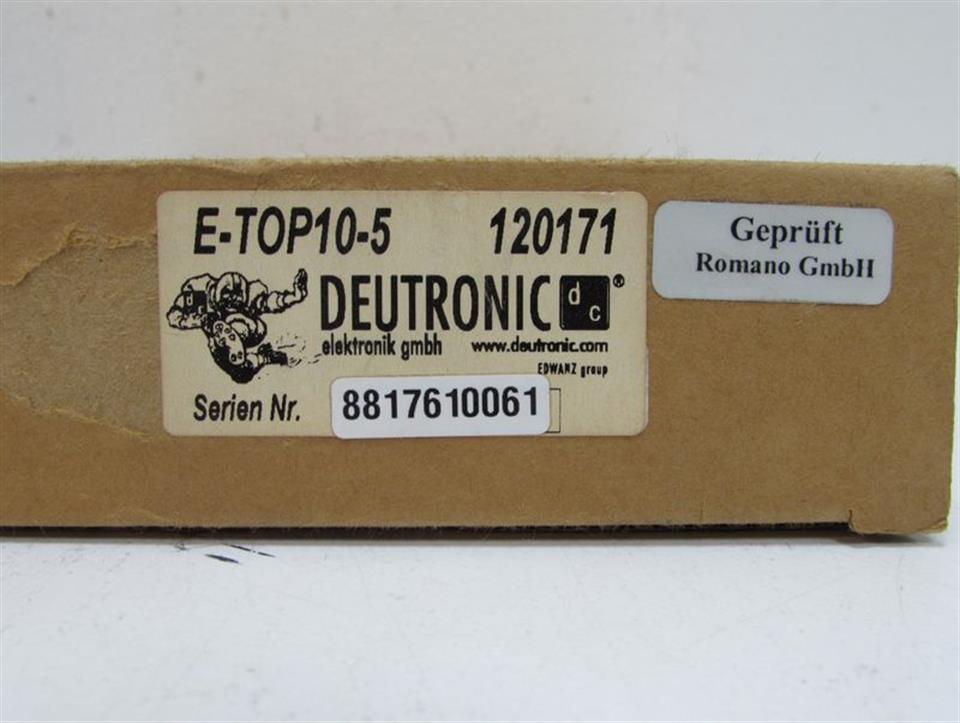 E-TOP10-5 120171
DEUTRONIC d c ®
elektronik gmbh www.deutronic.com
EDWANZ group
Serien Nr. 8817610061
Geprüft
Romano GmbH
dc